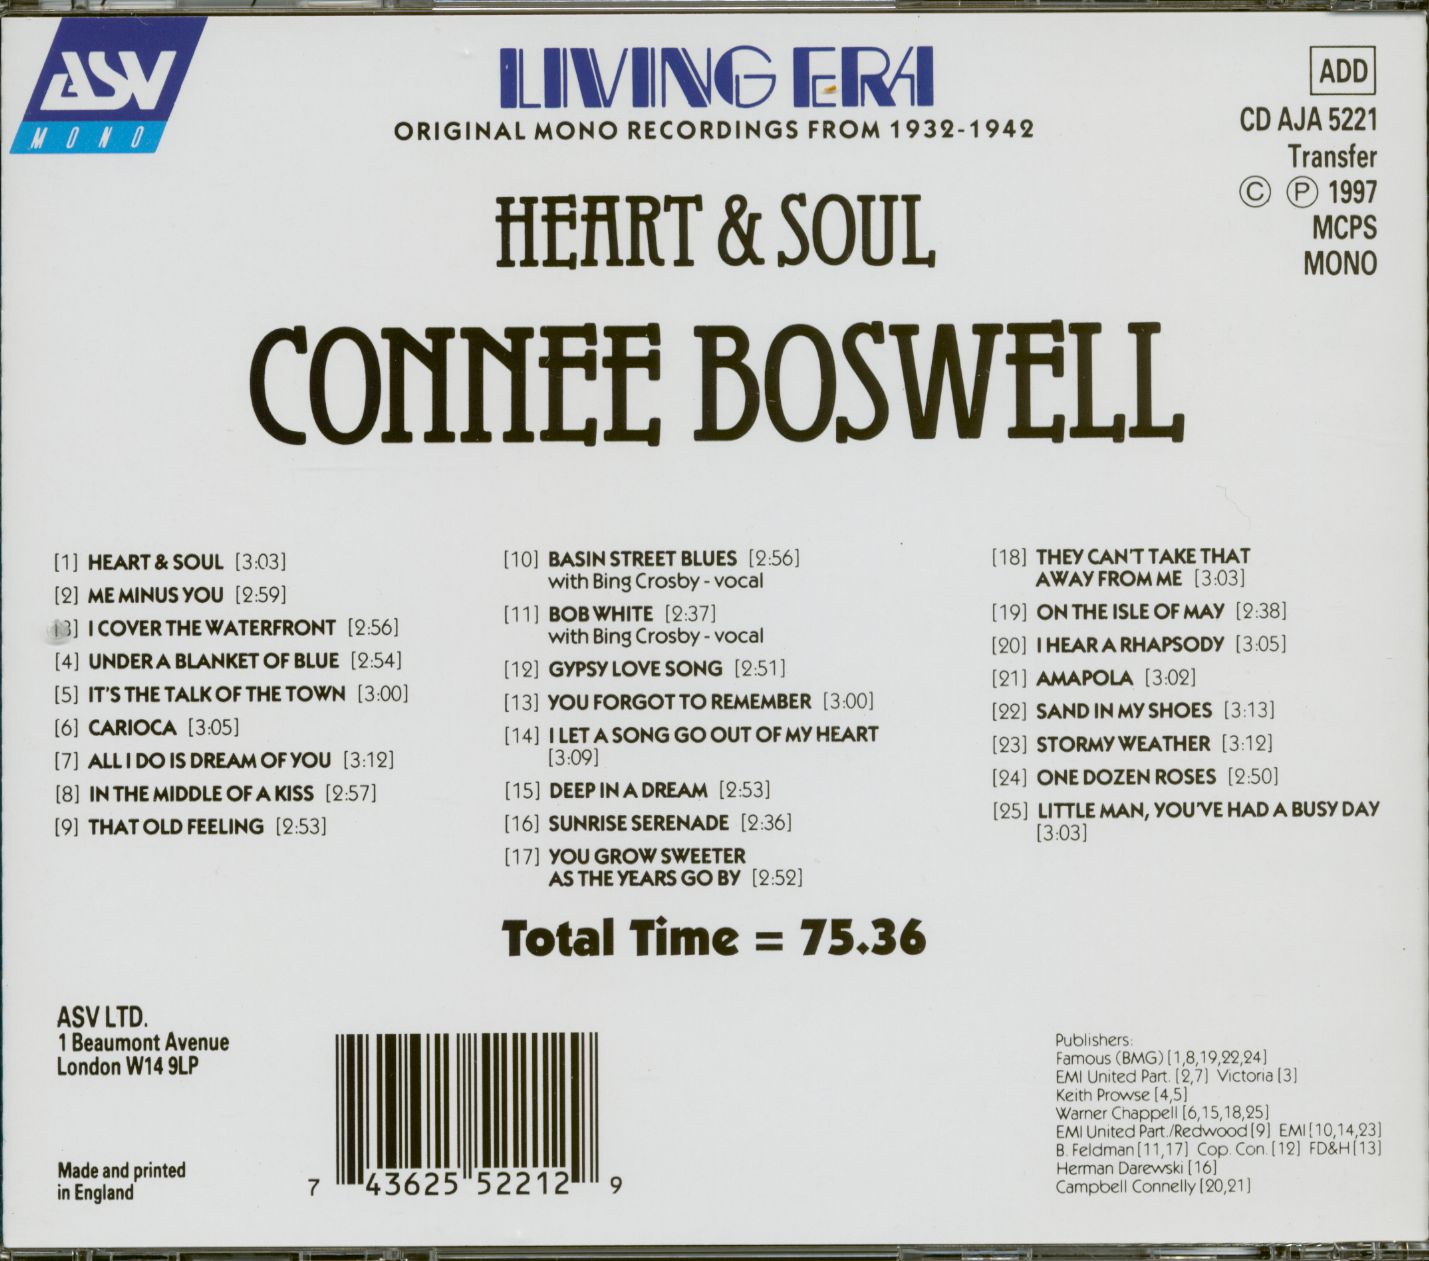 ASV
MONO
LIVING ERA
ORIGINAL MONO RECORDINGS FROM 1932-1942
ADD
CD AJA 5221
Transfer
© ℗ 1997
MCPS
MONO
HEART & SOUL
CONNEE BOSWELL
[1] HEART & SOUL [3:03]
[2] ME MINUS YOU [2:59]
[3] I COVER THE WATERFRONT [2:56]
[4] UNDER A BLANKET OF BLUE [2:54]
[5] IT'S THE TALK OF THE TOWN [3:00]
[6] CARIOCA [3:05]
[7] ALL I DO IS DREAM OF YOU [3:12]
[8] IN THE MIDDLE OF A KISS [2:57]
[9] THAT OLD FEELING [2:53]
[10] BASIN STREET BLUES [2:56]
with Bing Crosby - vocal
[11] BOB WHITE [2:37]
with Bing Crosby - vocal
[12] GYPSY LOVE SONG [2:51]
[13] YOU FORGOT TO REMEMBER [3:00]
[14] I LET A SONG GO OUT OF MY HEART
[3:09]
[15] DEEP IN A DREAM [2:53]
[16] SUNRISE SERENADE [2:36]
[17] YOU GROW SWEETER
AS THE YEARS GO BY [2:52]
[18] THEY CAN'T TAKE THAT
AWAY FROM ME [3:03]
[19] ON THE ISLE OF MAY [2:38]
[20] I HEAR A RHAPSODY [3:05]
[21] AMAPOLA [3:02]
[22] SAND IN MY SHOES [3:13]
[23] STORMY WEATHER [3:12]
[24] ONE DOZEN ROSES [2:50]
[25] LITTLE MAN, YOU'VE HAD A BUSY DAY
[3:03]
Total Time = 75.36
ASV LTD.
1 Beaumont Avenue
London W14 9LP
Made and printed
in England
7 43625 52212 9
Publishers:
Famous (BMG) [1,8,19,22,24]
EMI United Part. [2,7] Victoria [3]
Keith Prowse [4,5]
Warner Chappell [6,15,18,25]
EMI United Part./Redwood [9] EMI [10,14,23]
B. Feldman [11,17] Cop. Con. [12] FD&H [13]
Herman Darewski [16]
Campbell Connelly [20,21]